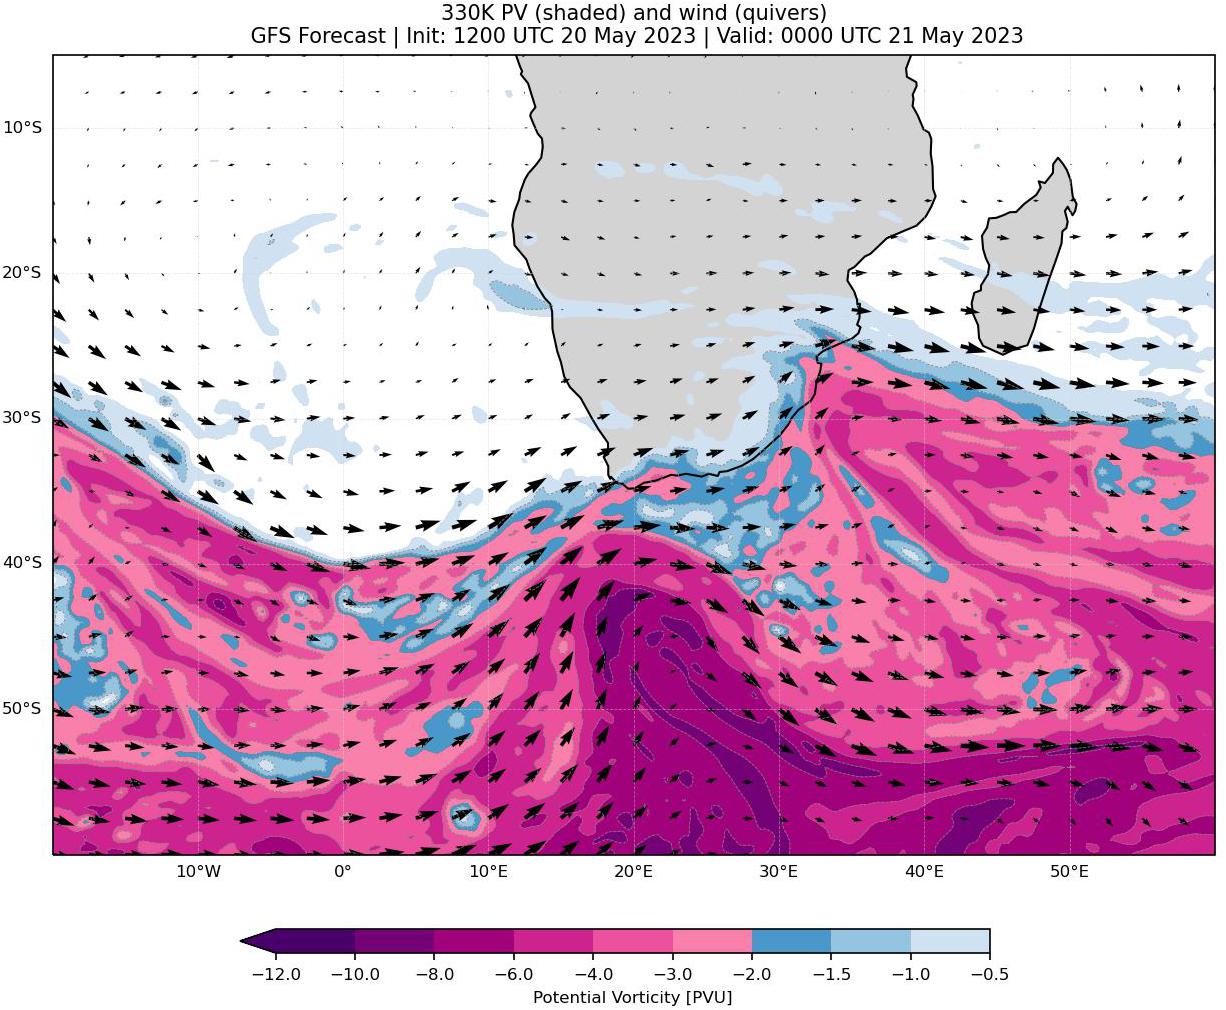 330K PV (shaded) and wind (quivers)
GFS Forecast | Init: 1200 UTC 20 May 2023 | Valid: 0000 UTC 21 May 2023
10°S
20°S
30°S
40°S
50°S
10°W 0° 10°E 20°E 30°E 40°E 50°E
−12.0 −10.0 −8.0 −6.0 −4.0 −3.0 −2.0 −1.5 −1.0 −0.5
Potential Vorticity [PVU]